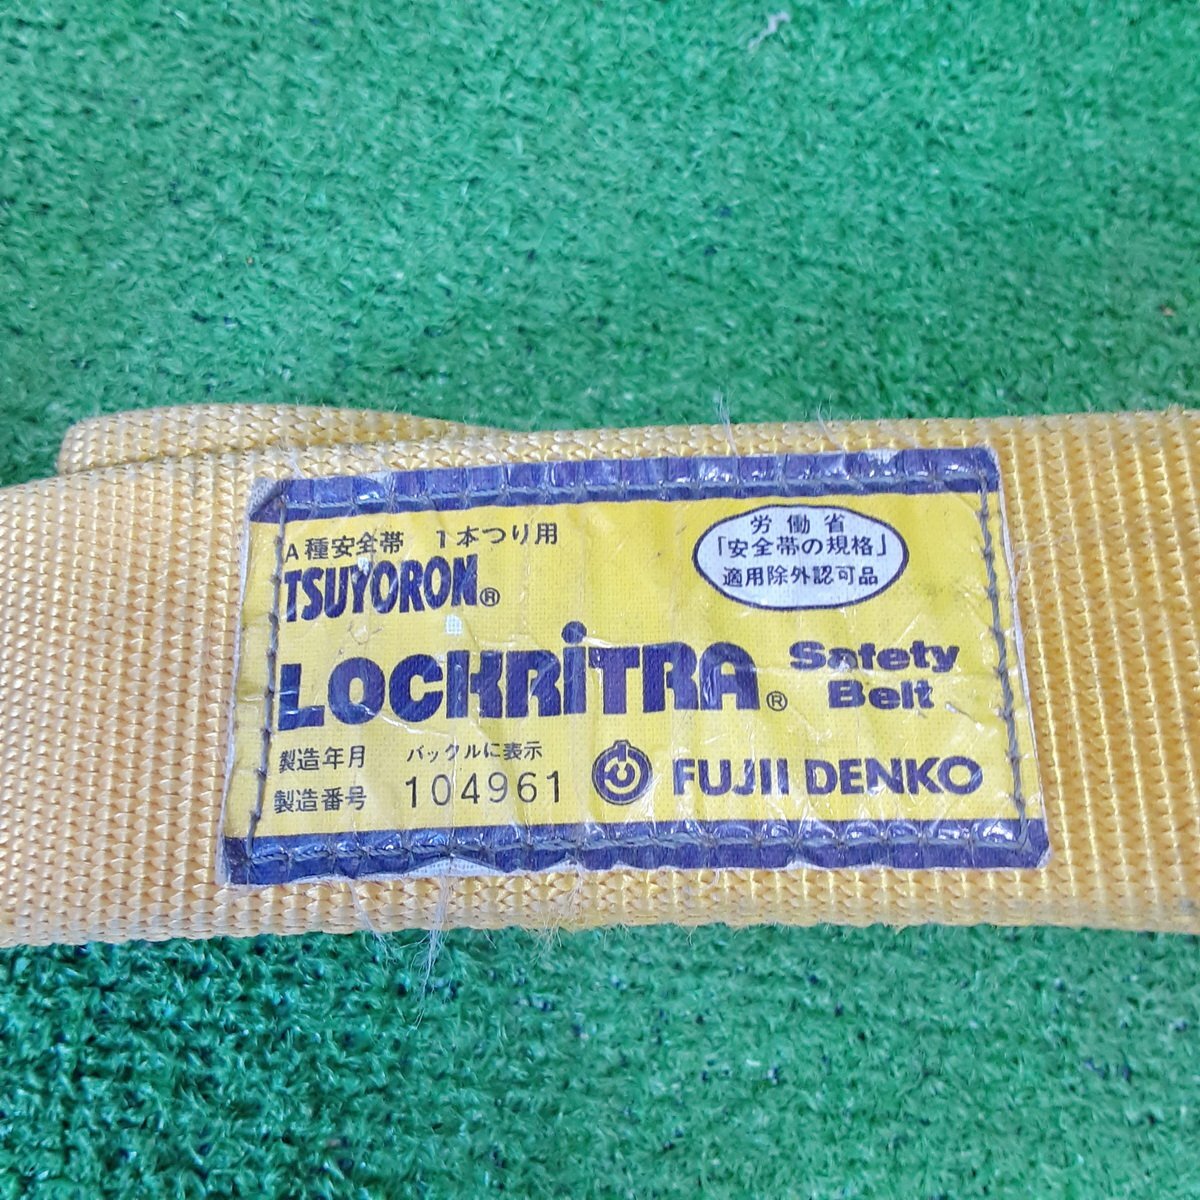 A種安全帯 1本つり用
TSUYORON®
労働省
「安全帯の規格」
適用除外認可品
LOCKRiTRA®
Safety
Belt
製造年月 バックルに表示
製造番号 104961
FUJII DENKO